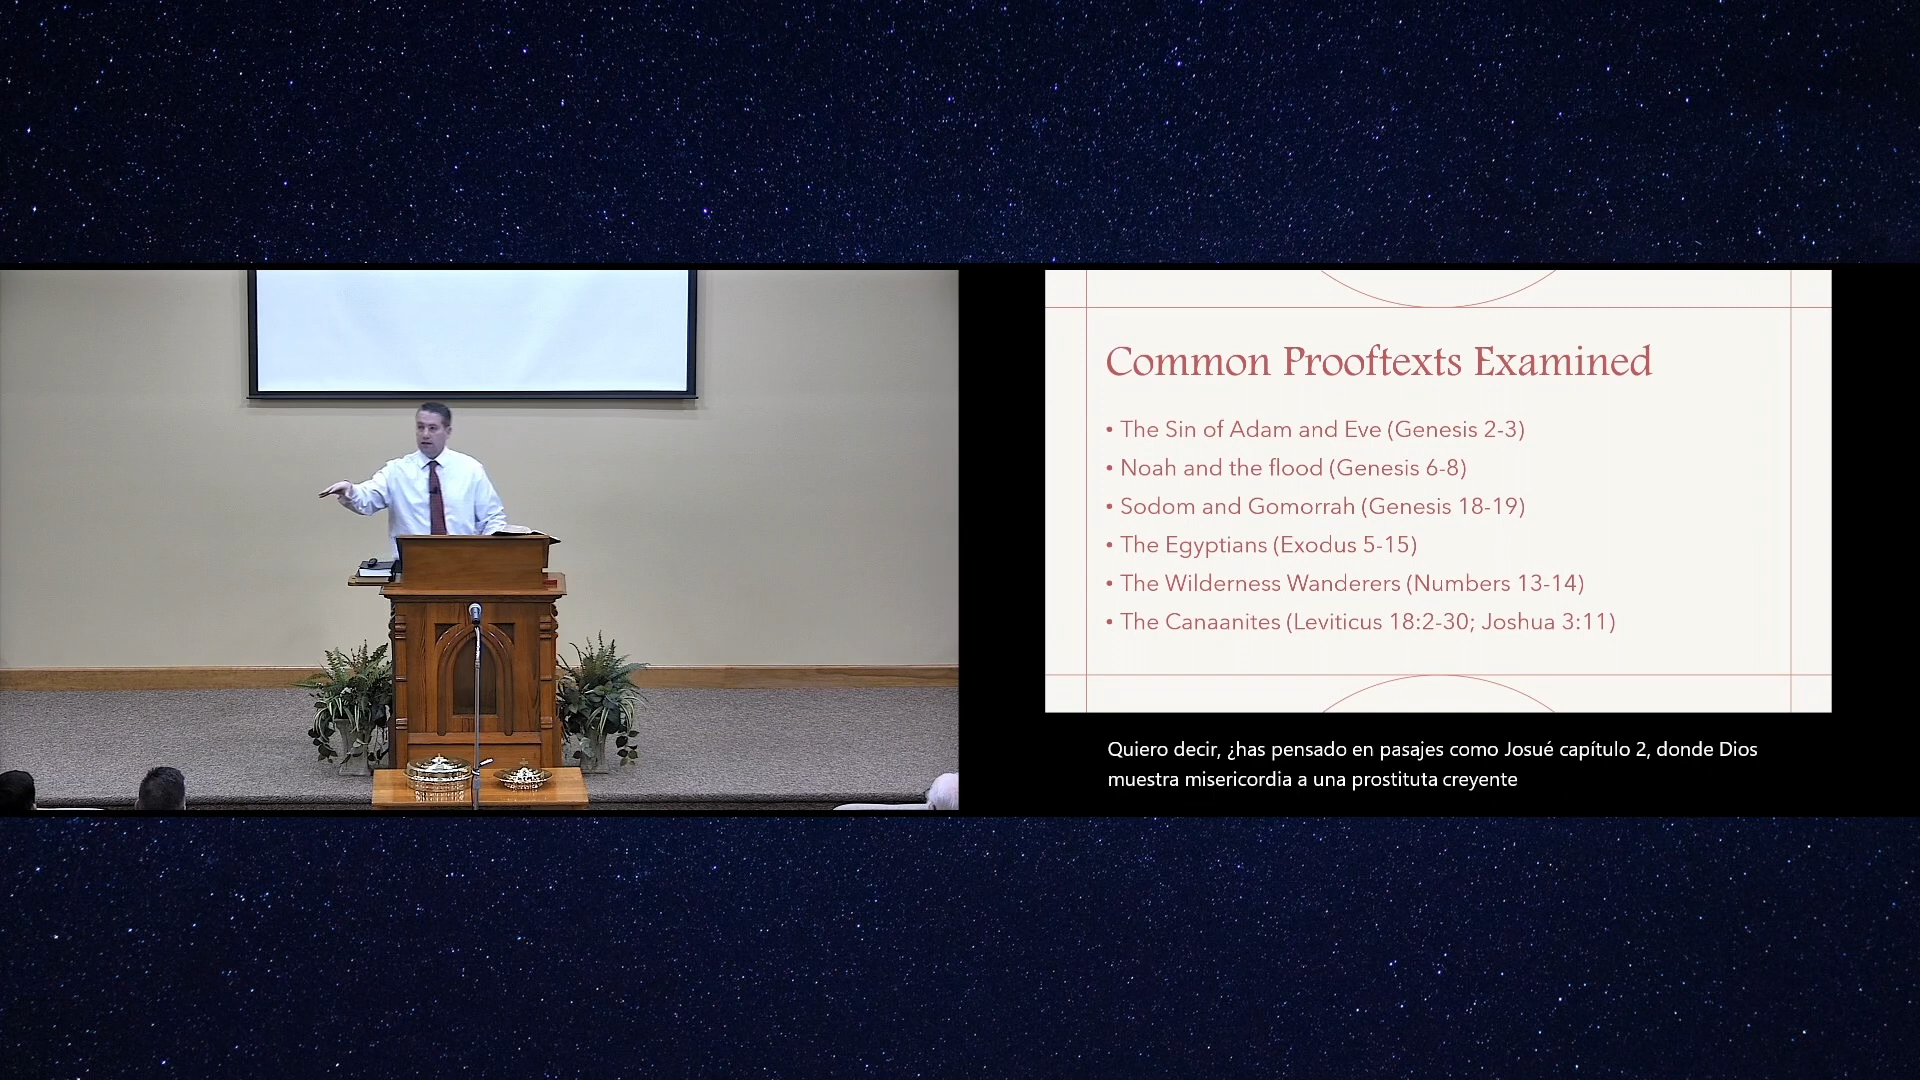 Common Prooftexts Examined
• The Sin of Adam and Eve (Genesis 2-3)
• Noah and the flood (Genesis 6-8)
• Sodom and Gomorrah (Genesis 18-19)
• The Egyptians (Exodus 5-15)
• The Wilderness Wanderers (Numbers 13-14)
• The Canaanites (Leviticus 18:2-30; Joshua 3:11)
Quiero decir, ¿has pensado en pasajes como Josué capítulo 2, donde Dios
muestra misericordia a una prostituta creyente